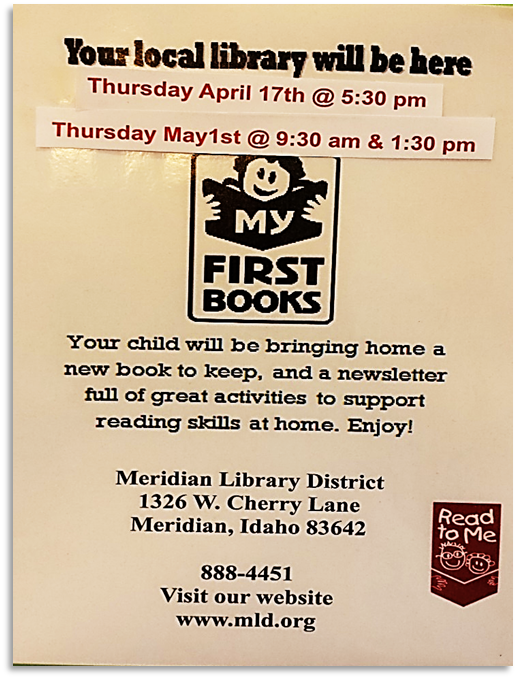 Your local library will be here
Thursday April 17th @ 5:30 pm
Thursday May1st @ 9:30 am & 1:30 pm
MY
FIRST
BOOKS
Your child will be bringing home a
new book to keep, and a newsletter
full of great activities to support
reading skills at home. Enjoy!
Meridian Library District
1326 W. Cherry Lane
Meridian, Idaho 83642
Read
to Me
888-4451
Visit our website
www.mld.org